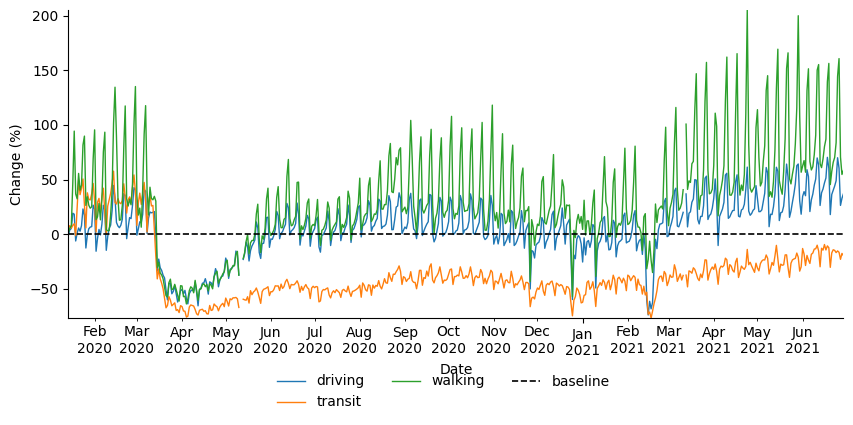 200
150
100
50
0
−50
Change (%)
Feb 2020
Mar 2020
Apr 2020
May 2020
Jun 2020
Jul 2020
Aug 2020
Sep 2020
Oct 2020
Nov 2020
Dec 2020
Jan 2021
Feb 2021
Mar 2021
Apr 2021
May 2021
Jun 2021
Date
driving
walking
baseline
transit